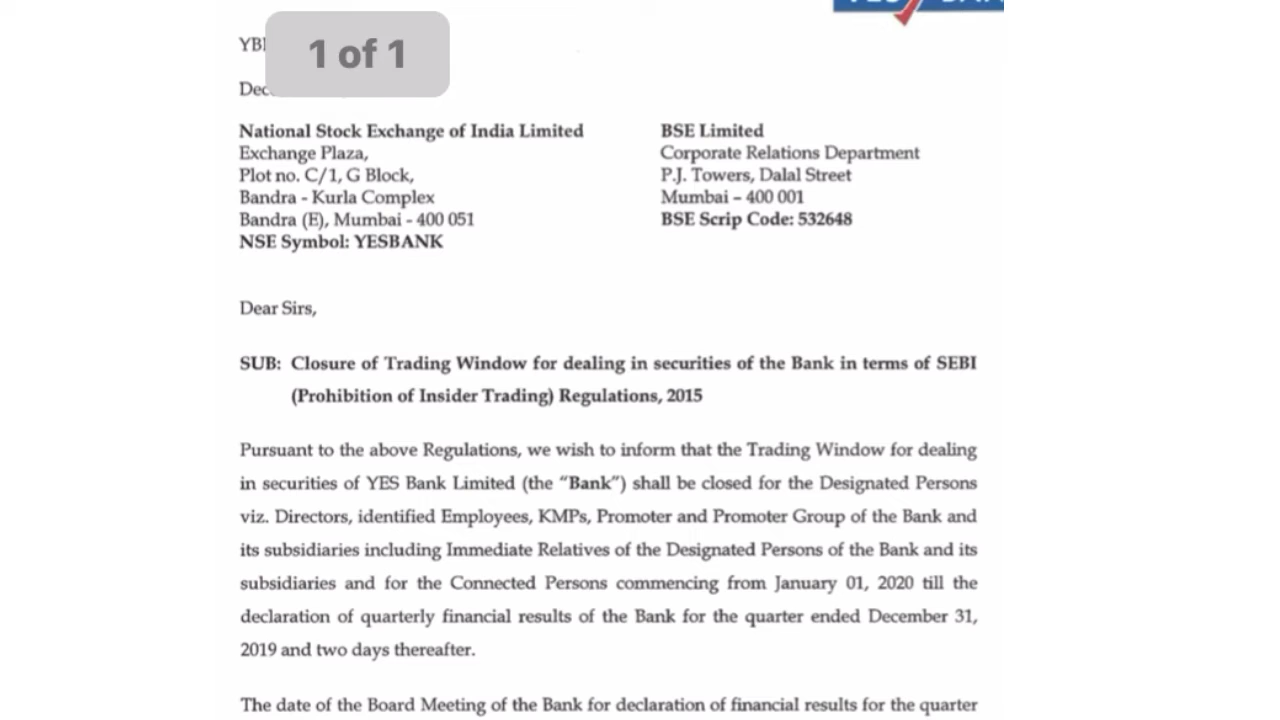 YB
1 of 1
Dec
National Stock Exchange of India Limited
Exchange Plaza,
Plot no. C/1, G Block,
Bandra - Kurla Complex
Bandra (E), Mumbai - 400 051
NSE Symbol: YESBANK
BSE Limited
Corporate Relations Department
P.J. Towers, Dalal Street
Mumbai – 400 001
BSE Scrip Code: 532648
Dear Sirs,
SUB: Closure of Trading Window for dealing in securities of the Bank in terms of SEBI
(Prohibition of Insider Trading) Regulations, 2015
Pursuant to the above Regulations, we wish to inform that the Trading Window for dealing
in securities of YES Bank Limited (the “Bank”) shall be closed for the Designated Persons
viz. Directors, identified Employees, KMPs, Promoter and Promoter Group of the Bank and
its subsidiaries including Immediate Relatives of the Designated Persons of the Bank and its
subsidiaries and for the Connected Persons commencing from January 01, 2020 till the
declaration of quarterly financial results of the Bank for the quarter ended December 31,
2019 and two days thereafter.
The date of the Board Meeting of the Bank for declaration of financial results for the quarter